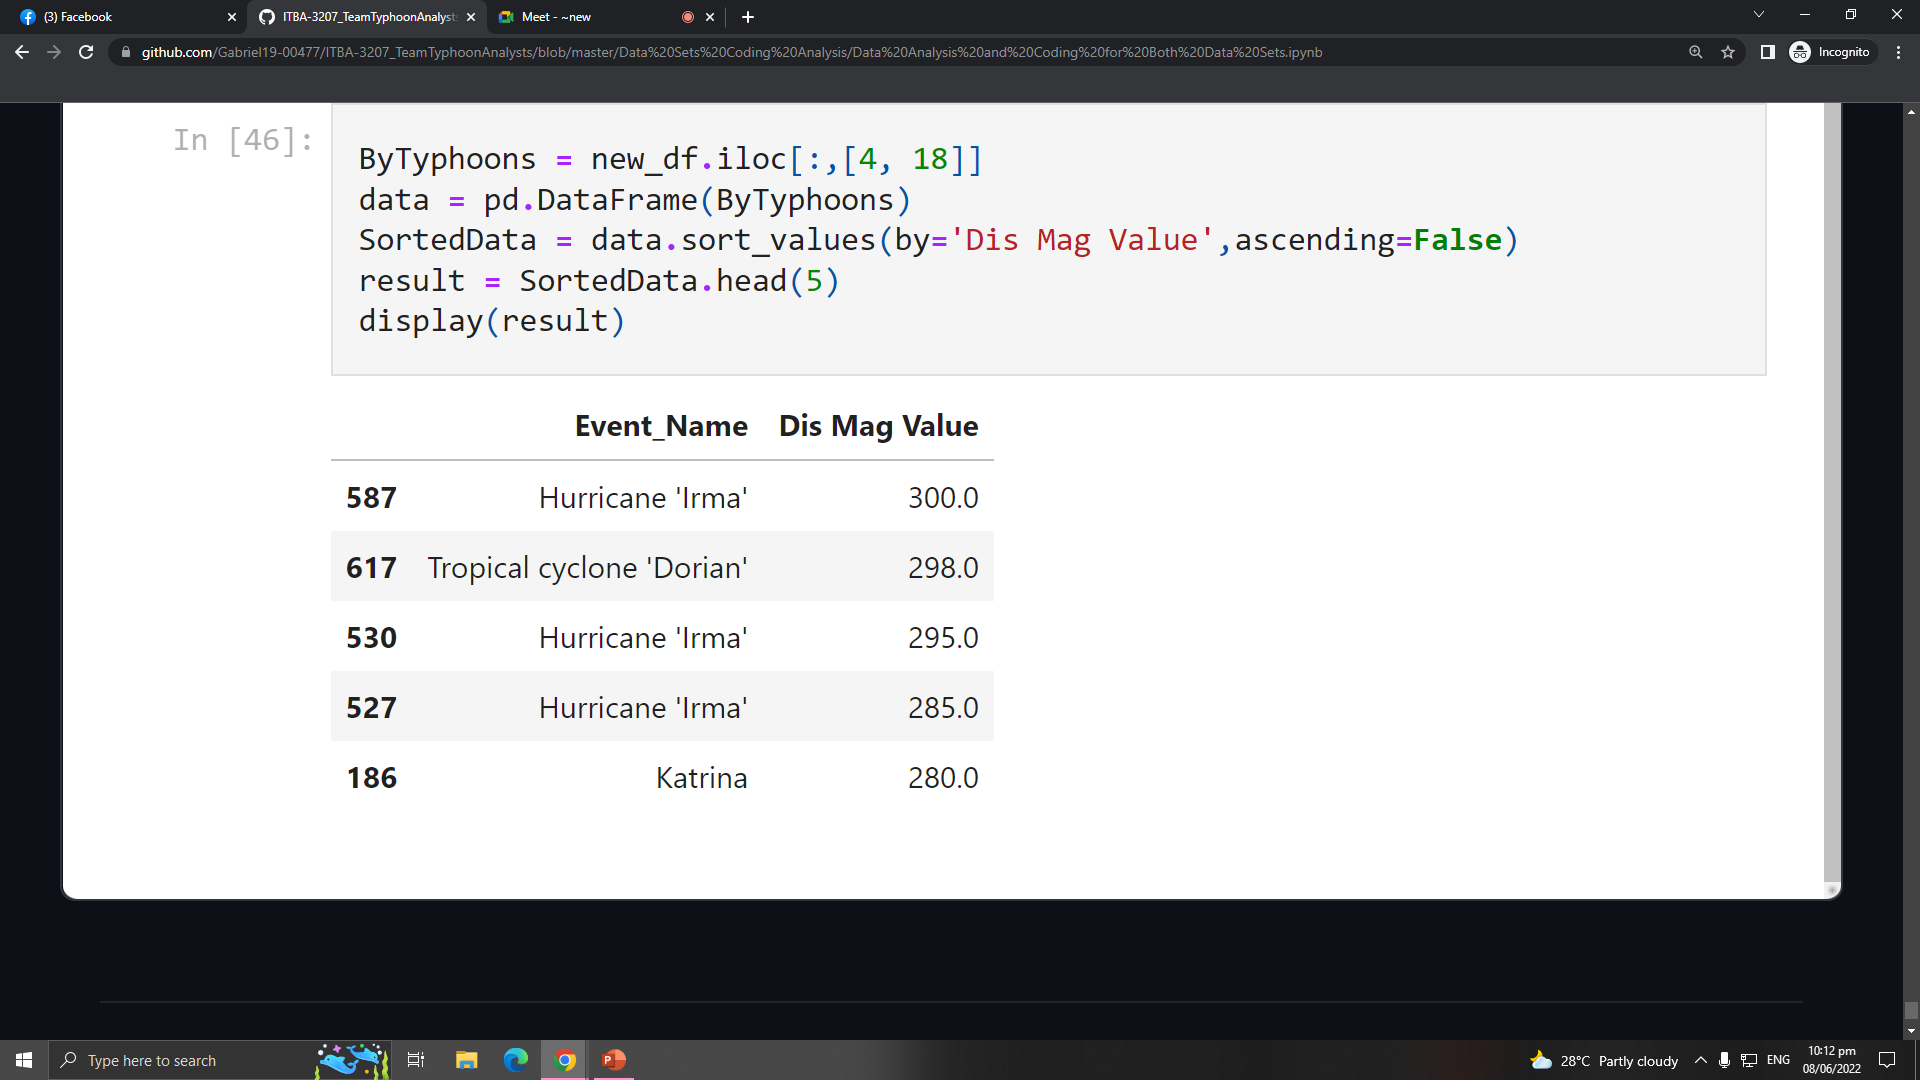 (3) Facebook
ITBA-3207_TeamTyphoonAnalyst
Meet - ~new
github.com/Gabriel19-00477/ITBA-3207_TeamTyphoonAnalysts/blob/master/Data%20Sets%20Coding%20Analysis/Data%20Analysis%20and%20Coding%20for%20Both%20Data%20Sets.ipynb
Incognito
In [46]:
ByTyphoons = new_df.iloc[:,[4, 18]]
data = pd.DataFrame(ByTyphoons)
SortedData = data.sort_values(by='Dis Mag Value',ascending=False)
result = SortedData.head(5)
display(result)
Event_Name Dis Mag Value
587 Hurricane 'Irma' 300.0
617 Tropical cyclone 'Dorian' 298.0
530 Hurricane 'Irma' 295.0
527 Hurricane 'Irma' 285.0
186 Katrina 280.0
Type here to search
28°C Partly cloudy
ENG
10:12 pm
08/06/2022